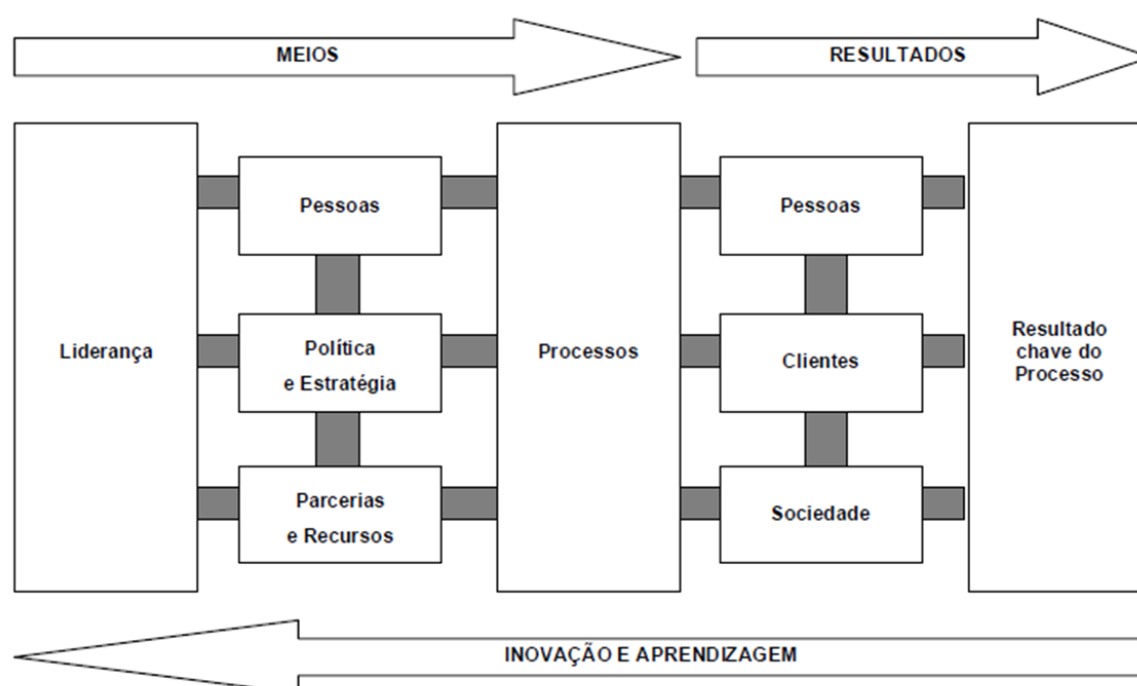 MEIOS
RESULTADOS
Liderança
Pessoas
Política
e Estratégia
Parcerias
e Recursos
Processos
Pessoas
Clientes
Sociedade
Resultado
chave do
Processo
INOVAÇÃO E APRENDIZAGEM